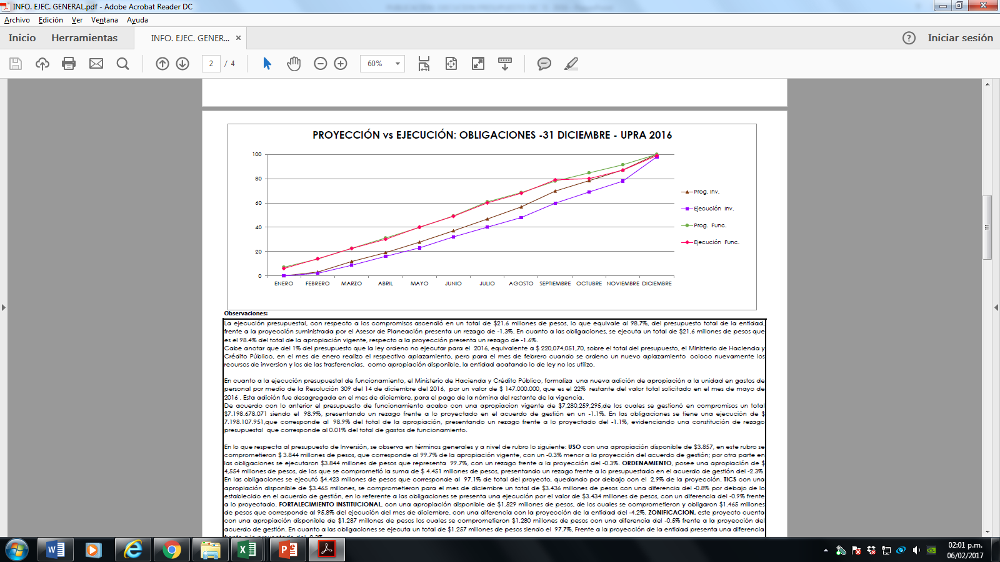 INFO. EJEC. GENERAL.pdf - Adobe Acrobat Reader DC
Archivo Edición Ver Ventana Ayuda
Inicio Herramientas INFO. EJEC. GENER... × ? Iniciar sesión
2 / 4 60%
PROYECCIÓN vs EJECUCIÓN: OBLIGACIONES -31 DICIEMBRE - UPRA 2016
100
80
60
40
20
0
ENERO FEBRERO MARZO ABRIL MAYO JUNIO JULIO AGOSTO SEPTIEMBRE OCTUBRE NOVIEMBRE DICIEMBRE
Prog. Inv.
Ejecución Inv.
Prog. Func.
Ejecución Func.
Observaciones:
La ejecución presupuestal, con respecto a los compromisos ascendió en un total de $21.6 millones de pesos, lo que equivale al 98.7%, del presupuesto total de la entidad,
frente a la proyección suministrada por el Asesor de Planeación presenta un rezago de -1.3%. En cuanto a las obligaciones, se ejecuta un total de $21.6 millones de pesos que
es el 98.4% del total de la apropiación vigente, respecto a la proyección presenta un rezago de -1.6%.
Cabe anotar que del 1% del presupuesto que la ley ordeno no ejecutar para el 2016, equivalente a $ 220,074,051,70, sobre el total del presupuesto, el Ministerio de Hacienda y
Crédito Público, en el mes de enero realizo el respectivo aplazamiento, pero para el mes de febrero cuando se ordeno un nuevo aplazamiento coloco nuevamente los
recursos de inversion y los de las trasferencias, como apropiación disponible, la entidad acatando lo de ley no los utilizo,
En cuanto a la ejecución presupuestal de funcionamiento, el Ministerio de Hacienda y Crédito Público, formaliza una nueva adición de apropiación a la unidad en gastos de
personal por medio de la Resolución 309 del 14 de diciembre del 2016, por un valor de $ 147.000.000, que es el 22% restante del valor total solicitado en el mes de mayo de
2016 . Esta adición fue desagregada en el mes de diciembre, para el pago de la nómina del restante de la vigencia.
De acuerdo con lo anterior el presupuesto de funcionamiento acabo con una apropiacion vigente de $7,280,259,295,de los cuales se gestionó en compromisos un total
$7.198.678.071 siendo el 98.9%, presentando un rezago frente a lo proyectado en el acuerdo de gestión en un -1.1%. En las obligaciones se tiene una ejecución de $
7.198.107.951,que corresponde al 98.9% del total de la apropiación, presentando un rezago frente a lo proyectado del -1.1%, evidenciando una constitución de rezago
presupuestal que corresponde al 0.01% del total de gastos de funcionamiento.
En lo que respecta al presupuesto de Inversión, se observa en términos generales y a nivel de rubro lo siguiente: USO con una apropiación disponible de $3.857, en este rubro se
comprometieron $ 3.844 millones de pesos, que corresponde al 99.7% de la apropiación vigente, con un -0.3% menor a la proyección del acuerdo de gestión; por otra parte en
las obligaciones se ejecutaron $3.844 millones de pesos que representa 99.7%, con un rezago frente a la proyección del -0.3%. ORDENAMIENTO, posee una apropiación de $
4,554 millones de pesos, de los que se comprometió la suma de $ 4.451 millones de pesos, presentando un rezago frente a lo presupuestado en el acuerdo de gestión del -2.3%.
En las obligaciones se ejecutó $4.423 millones de pesos que corresponde al 97.1% de total del proyecto, quedando por debajo con el 2,9% de la proyección. TICS con una
apropiación disponible de $3.465 millones, se comprometieron para el mes de diciembre un total de $3.436 millones de pesos con una diferencia del -0.8% por debajo de lo
establecido en el acuerdo de gestión, en lo referente a las obligaciones se presenta una ejecución por el valor de $3.434 millones de pesos, con un diferencia del -0.9% frente
a lo proyectado. FORTALECIMIENTO INSTITUCIONAL, con una apropiación disponible de $1.529 millones de pesos, de los cuales se comprometieron y obligaron $1.465 millones
de pesos que corresponde al 95.8% del ejecución del mes de diciembre, con una diferencia con la proyección de la entidad del -4.2%. ZONIFICACION, este proyecto cuenta
con una apropiación disponible de $1.287 millones de pesos los cuales se comprometieron $1.280 millones de pesos con una diferencia del -0.5% frente a la proyección del
acuerdo de gestión. En cuanto a las obligaciones se ejecuta un total de $1.257 millones de pesos siendo el 97.7%, Frente a la proyección de la entidad presenta una diferencia
02:01 p.m.
06/02/2017